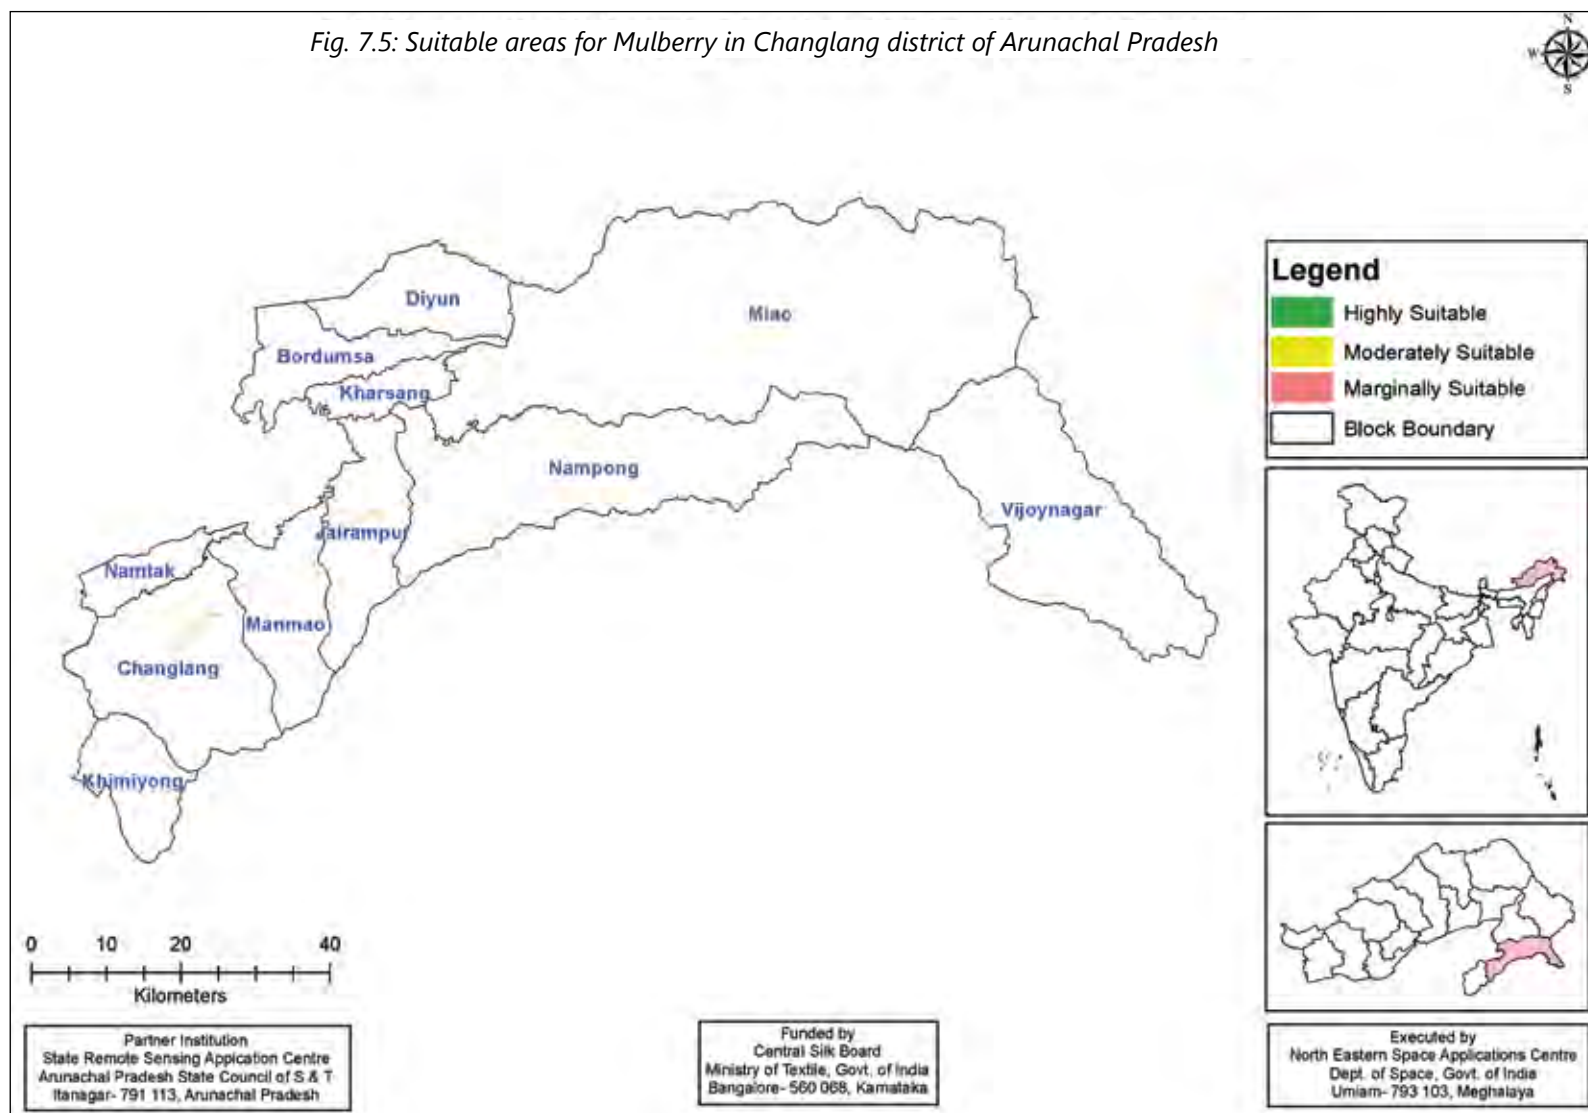 Fig. 7.5: Suitable areas for Mulberry in Changlang district of Arunachal Pradesh
N
W
S
Diyun
Miao
Bordumsa
Kharsang
Nampong
Vijoynagar
Jairampur
Namtak
Manmao
Changlang
Khimiyong
Legend
Highly Suitable
Moderately Suitable
Marginally Suitable
Block Boundary
0 10 20 40
Kilometers
Partner Institution
State Remote Sensing Appication Centre
Arunachal Pradesh State Council of S & T
Itanagar- 791 113, Arunachal Pradesh
Funded by
Central Silk Board
Ministry of Textile, Govt. of India
Bangalore- 560 068, Karnataka
Executed by
North Eastern Space Applications Centre
Dept. of Space, Govt. of India
Umiam- 793 103, Meghalaya